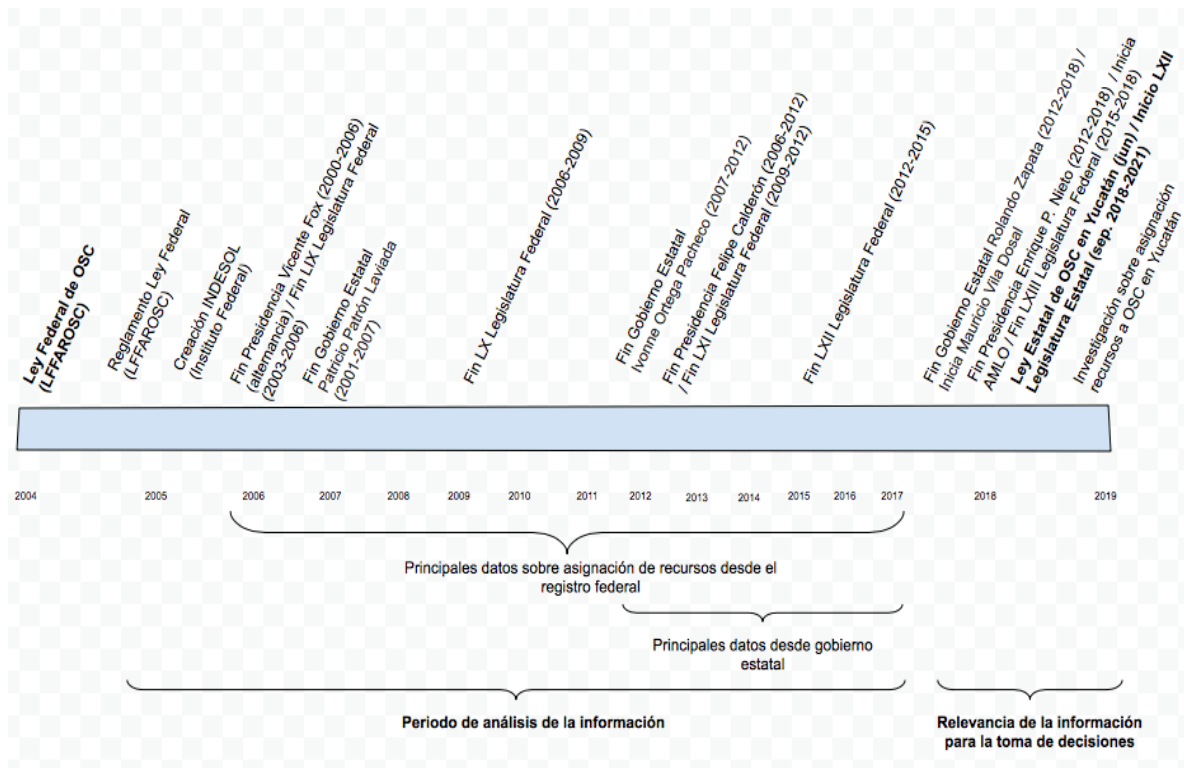 Ley Federal de OSC
(LFFAROSC)
Reglamento Ley Federal
(LFFAROSC)
Creación INDESOL
(Instituto Federal)
Fin Presidencia Vicente Fox (2000-2006)
(alternancia) / Fin LIX Legislatura Federal
(2003-2006)
Fin Gobierno Estatal
Patricio Patrón Laviada
(2001-2007)
Fin LX Legislatura Federal (2006-2009)
Fin Gobierno Estatal
Ivonne Ortega Pacheco (2007-2012)
Fin Presidencia Felipe Calderón (2006-2012)
/ Fin LXI Legislatura Federal (2009-2012)
Fin LXII Legislatura Federal (2012-2015)
Fin Gobierno Estatal Rolando Zapata (2012-2018) /
Inicia Mauricio Vila Dosal
Fin Presidencia Enrique P. Nieto (2012-2018) / Inicia
AMLO / Fin LXIII Legislatura Federal (2015-2018)
Ley Estatal de OSC en Yucatán (jun) / Inicio LXII
Legislatura Estatal (sep. 2018-2021)
Investigación sobre asignación
recursos a OSC en Yucatán
2004 2005 2006 2007 2008 2009 2010 2011 2012 2013 2014 2015 2016 2017 2018 2019
Principales datos sobre asignación de recursos desde el
registro federal
Principales datos desde gobierno
estatal
Periodo de análisis de la información
Relevancia de la información
para la toma de decisiones